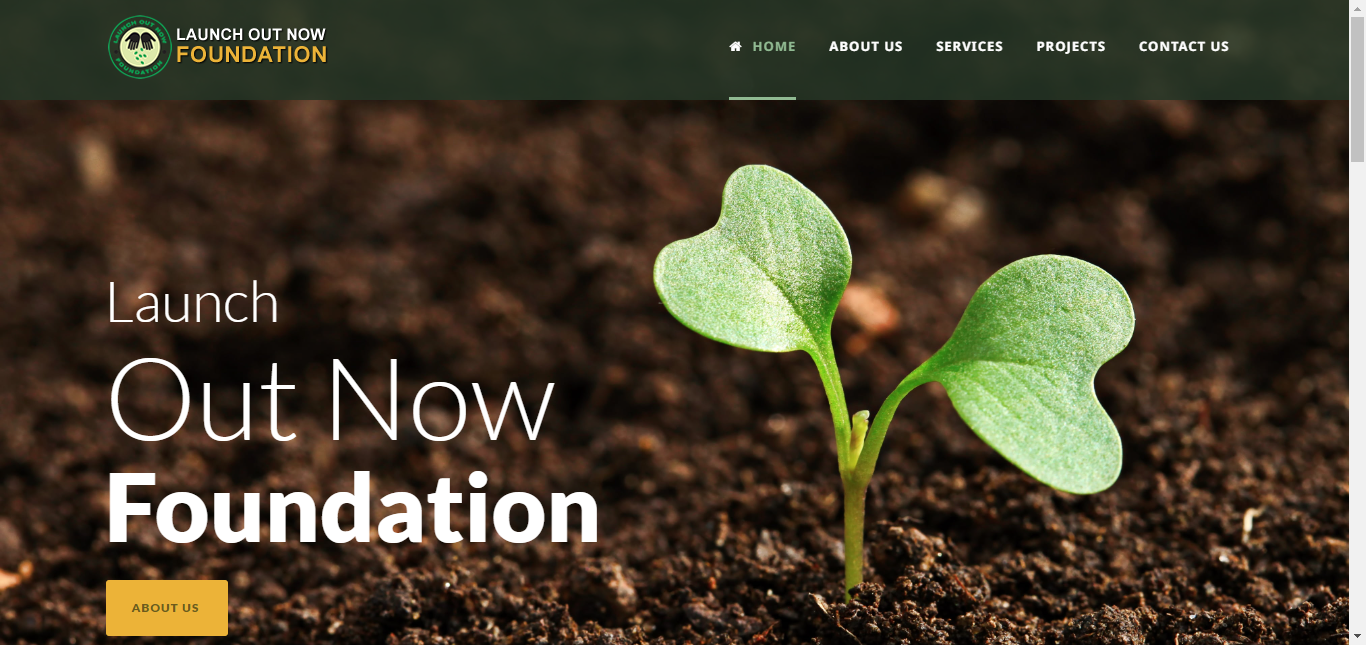 LAUNCH OUT NOW
FOUNDATION
LAUNCH OUT NOW
FOUNDATION
HOME
ABOUT US
SERVICES
PROJECTS
CONTACT US
Launch
Out Now
Foundation
ABOUT US